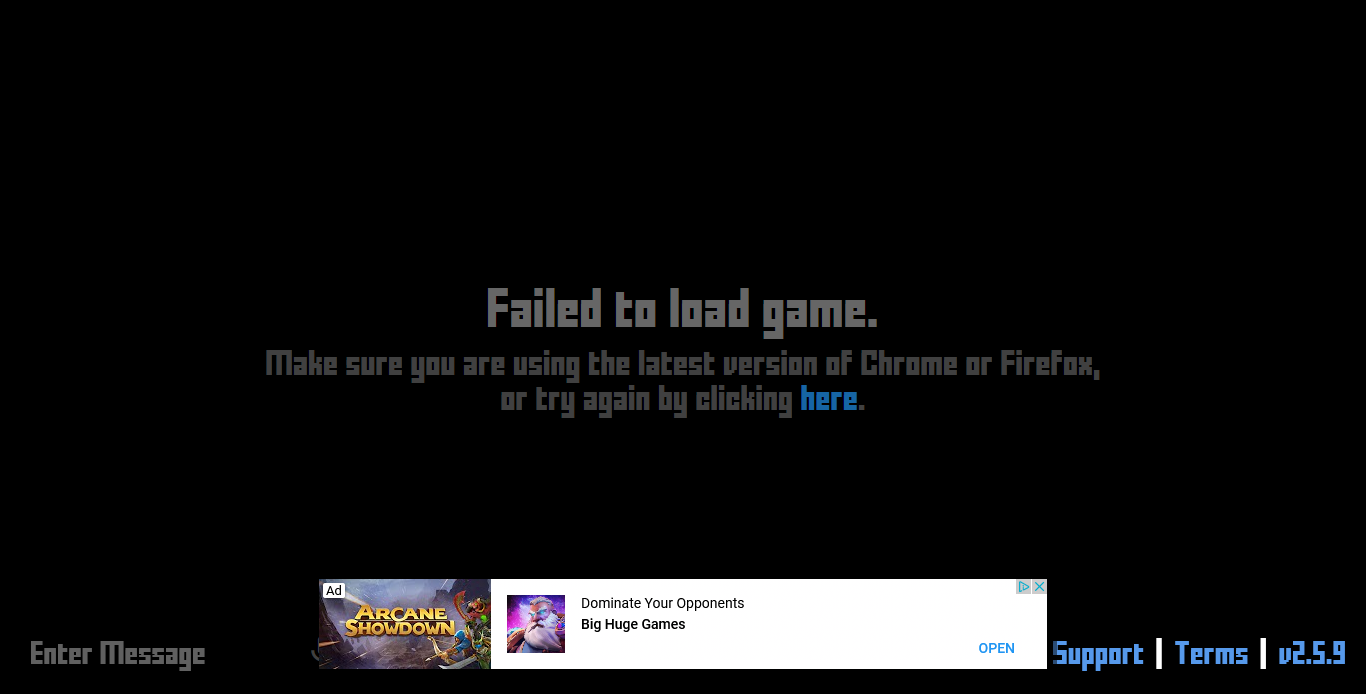 Failed to load game.
Make sure you are using the latest version of Chrome or Firefox,
or try again by clicking here.
Ad
ARCANE
SHOWDOWN
Dominate Your Opponents
Big Huge Games
OPEN
Enter Message
Support | Terms | v2.5.9